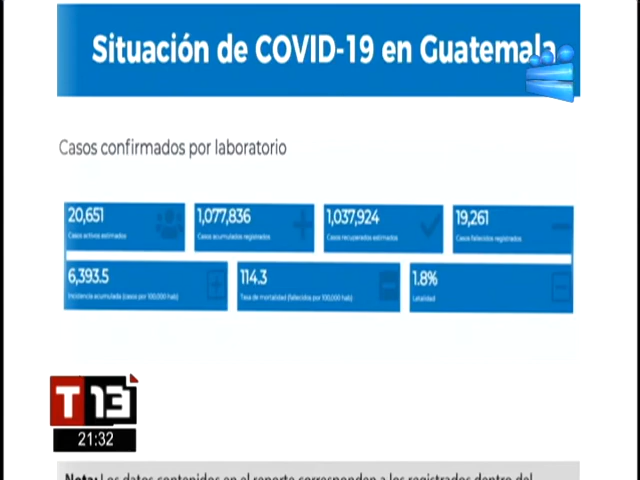 Situación de COVID-19 en Guatemala
Casos confirmados por laboratorio
20,651
Casos activos estimados
1,077,836
Casos acumulados registrados
1,037,924
Casos recuperados estimados
19,261
Casos fallecidos registrados
6,393.5
Incidencia acumulada (casos por 100,000 hab)
114.3
Tasa de mortalidad (fallecidos por 100,000 hab)
1.8%
Letalidad
T13
21:32
Nota: Los datos contenidos en el reporte corresponden a los registrados dentro del